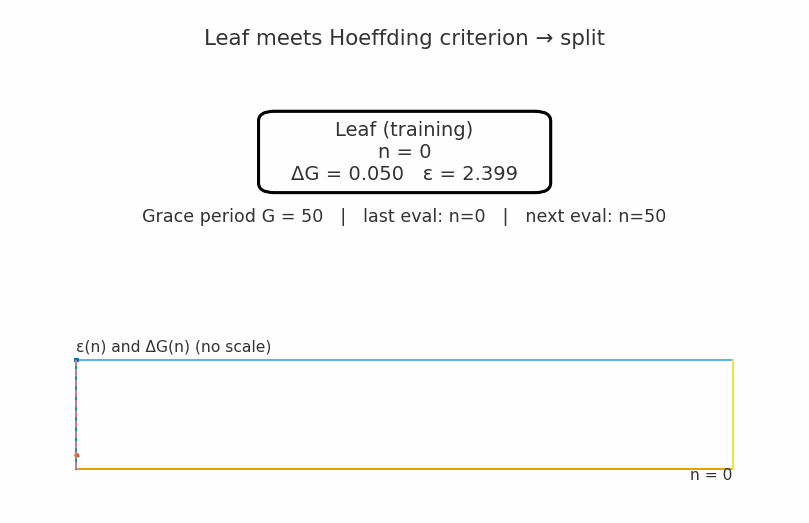 Leaf meets Hoeffding criterion → split
Leaf (training)
n = 0
ΔG = 0.050   ε = 2.399
Grace period G = 50   |   last eval: n=0   |   next eval: n=50
ε(n) and ΔG(n) (no scale)
n = 0